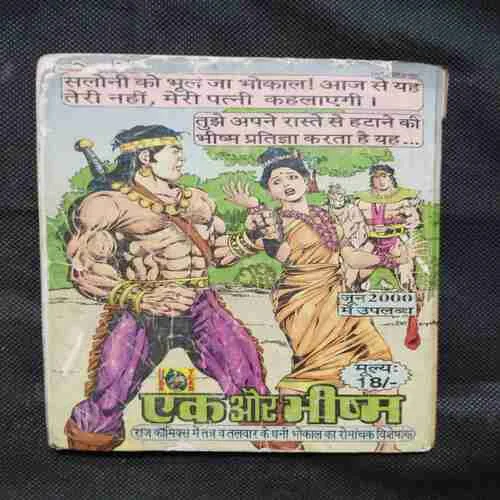 सलोनी को भूल जा भोकाल! आज से यह
तेरी नहीं, मेरी पत्नी कहलाएगी।
तुझे अपने रास्ते से हटाने की
भीष्म प्रतिज्ञा करता है यह...
जून 2000
में उपलब्ध
मूल्य:
18/-
एक और भीष्म
राज कॉमिक्स में तन्त्र व तलवार के धनी भोकाल का रोमांचक विशेषांक